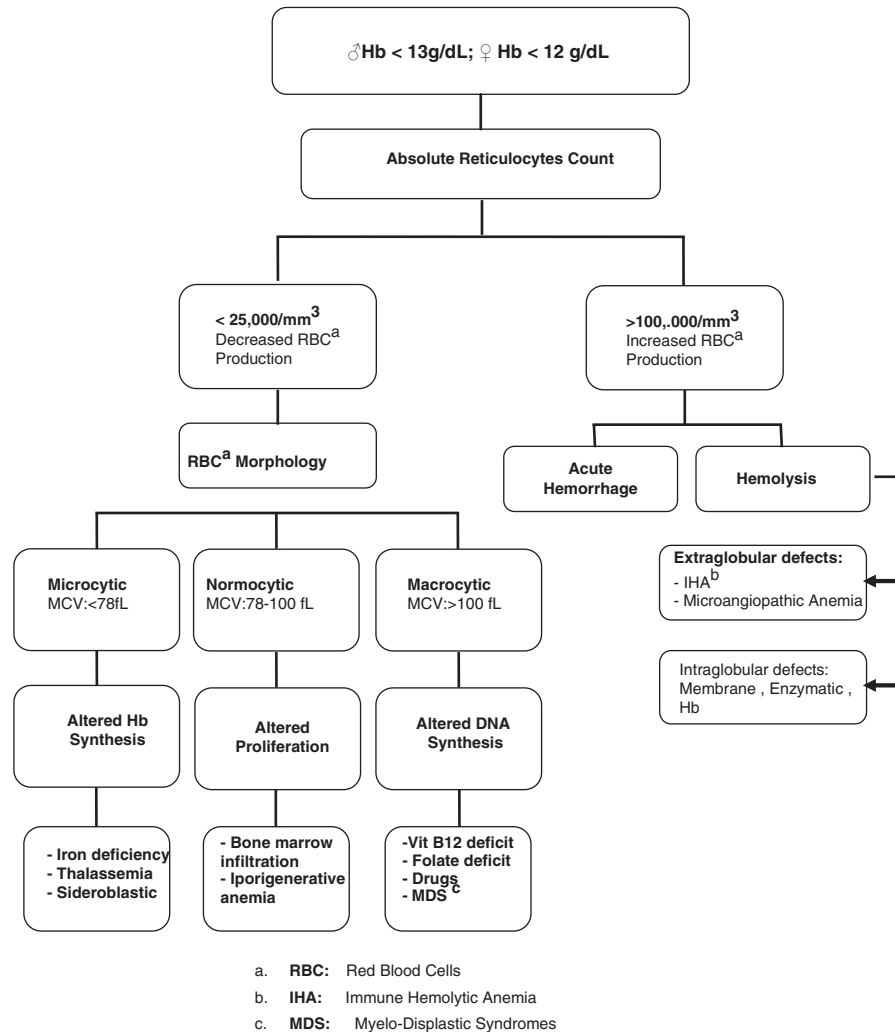 ♂Hb < 13g/dL; ♀ Hb < 12 g/dL
Absolute Reticulocytes Count
< 25,000/mm3
Decreased RBCa
Production
>100,.000/mm3
Increased RBCa
Production
RBCa Morphology
Acute
Hemorrhage
Hemolysis
Microcytic
MCV:<78fL
Normocytic
MCV:78-100 fL
Macrocytic
MCV:>100 fL
Extraglobular defects:
- IHAb
- Microangiopathic Anemia
Intraglobular defects:
Membrane , Enzymatic ,
Hb
Altered Hb
Synthesis
Altered
Proliferation
Altered DNA
Synthesis
- Iron deficiency
- Thalassemia
- Sideroblastic
- Bone marrow
infiltration
- Iporigenerative
anemia
-Vit B12 deficit
- Folate deficit
- Drugs
- MDS c
a. RBC: Red Blood Cells
b. IHA: Immune Hemolytic Anemia
c. MDS: Myelo-Displastic Syndromes